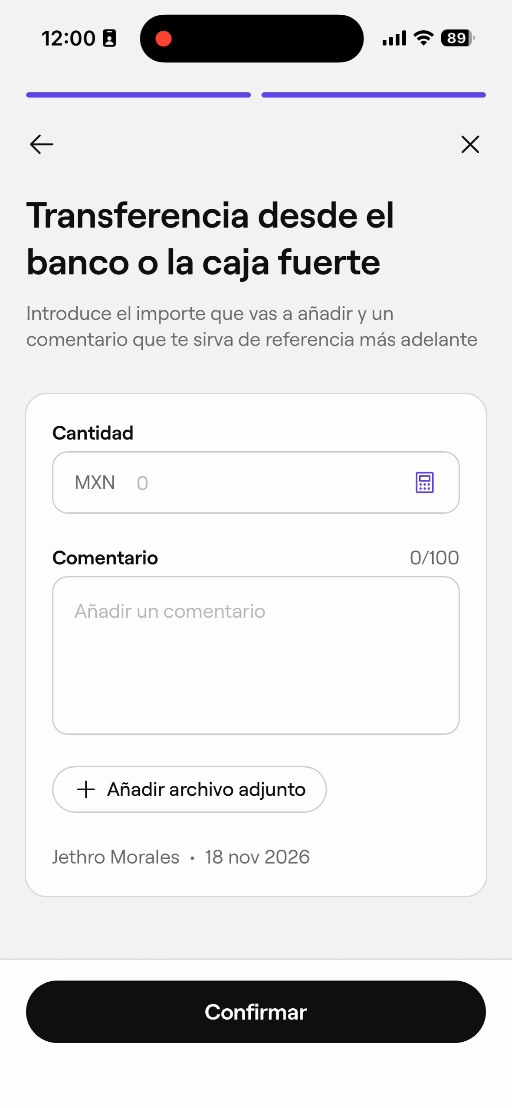 12:00
89
Transferencia desde el
banco o la caja fuerte
Introduce el importe que vas a añadir y un
comentario que te sirva de referencia más adelante
Cantidad
MXN 0
Comentario 0/100
Añadir un comentario
+ Añadir archivo adjunto
Jethro Morales • 18 nov 2026
Confirmar